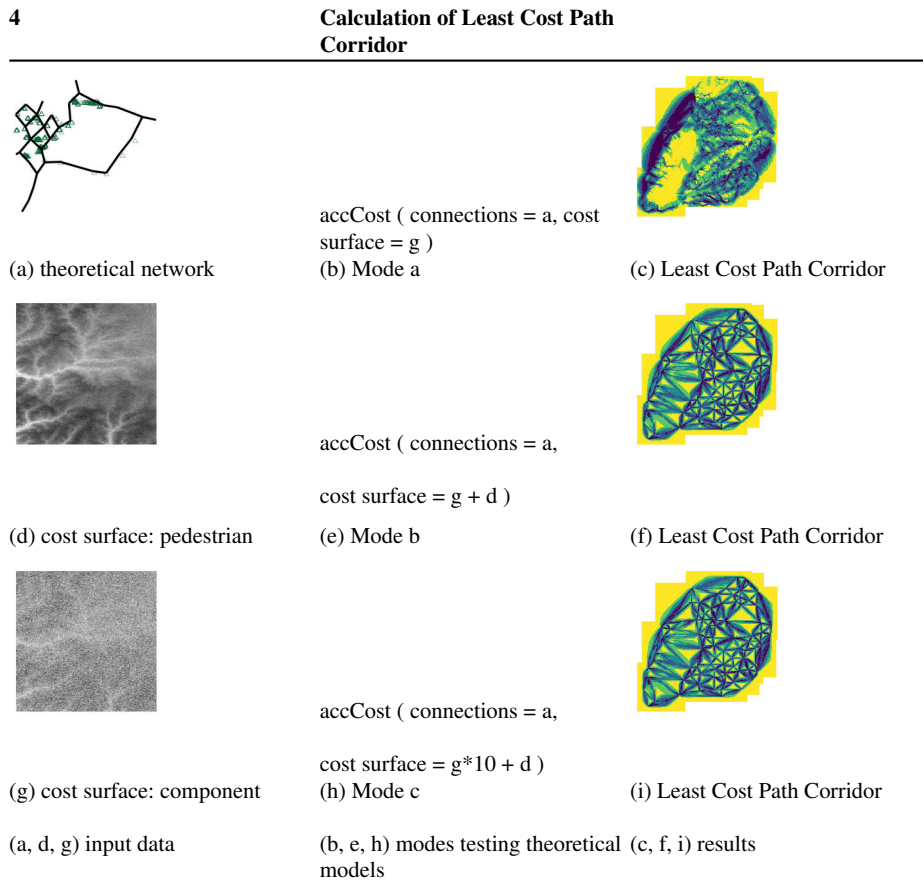 4
Calculation of Least Cost Path
Corridor
accCost ( connections = a, cost
surface = g )
(a) theoretical network
(b) Mode a
(c) Least Cost Path Corridor
accCost ( connections = a,
cost surface = g + d )
(d) cost surface: pedestrian
(e) Mode b
(f) Least Cost Path Corridor
accCost ( connections = a,
cost surface = g*10 + d )
(g) cost surface: component
(h) Mode c
(i) Least Cost Path Corridor
(a, d, g) input data
(b, e, h) modes testing theoretical
models
(c, f, i) results